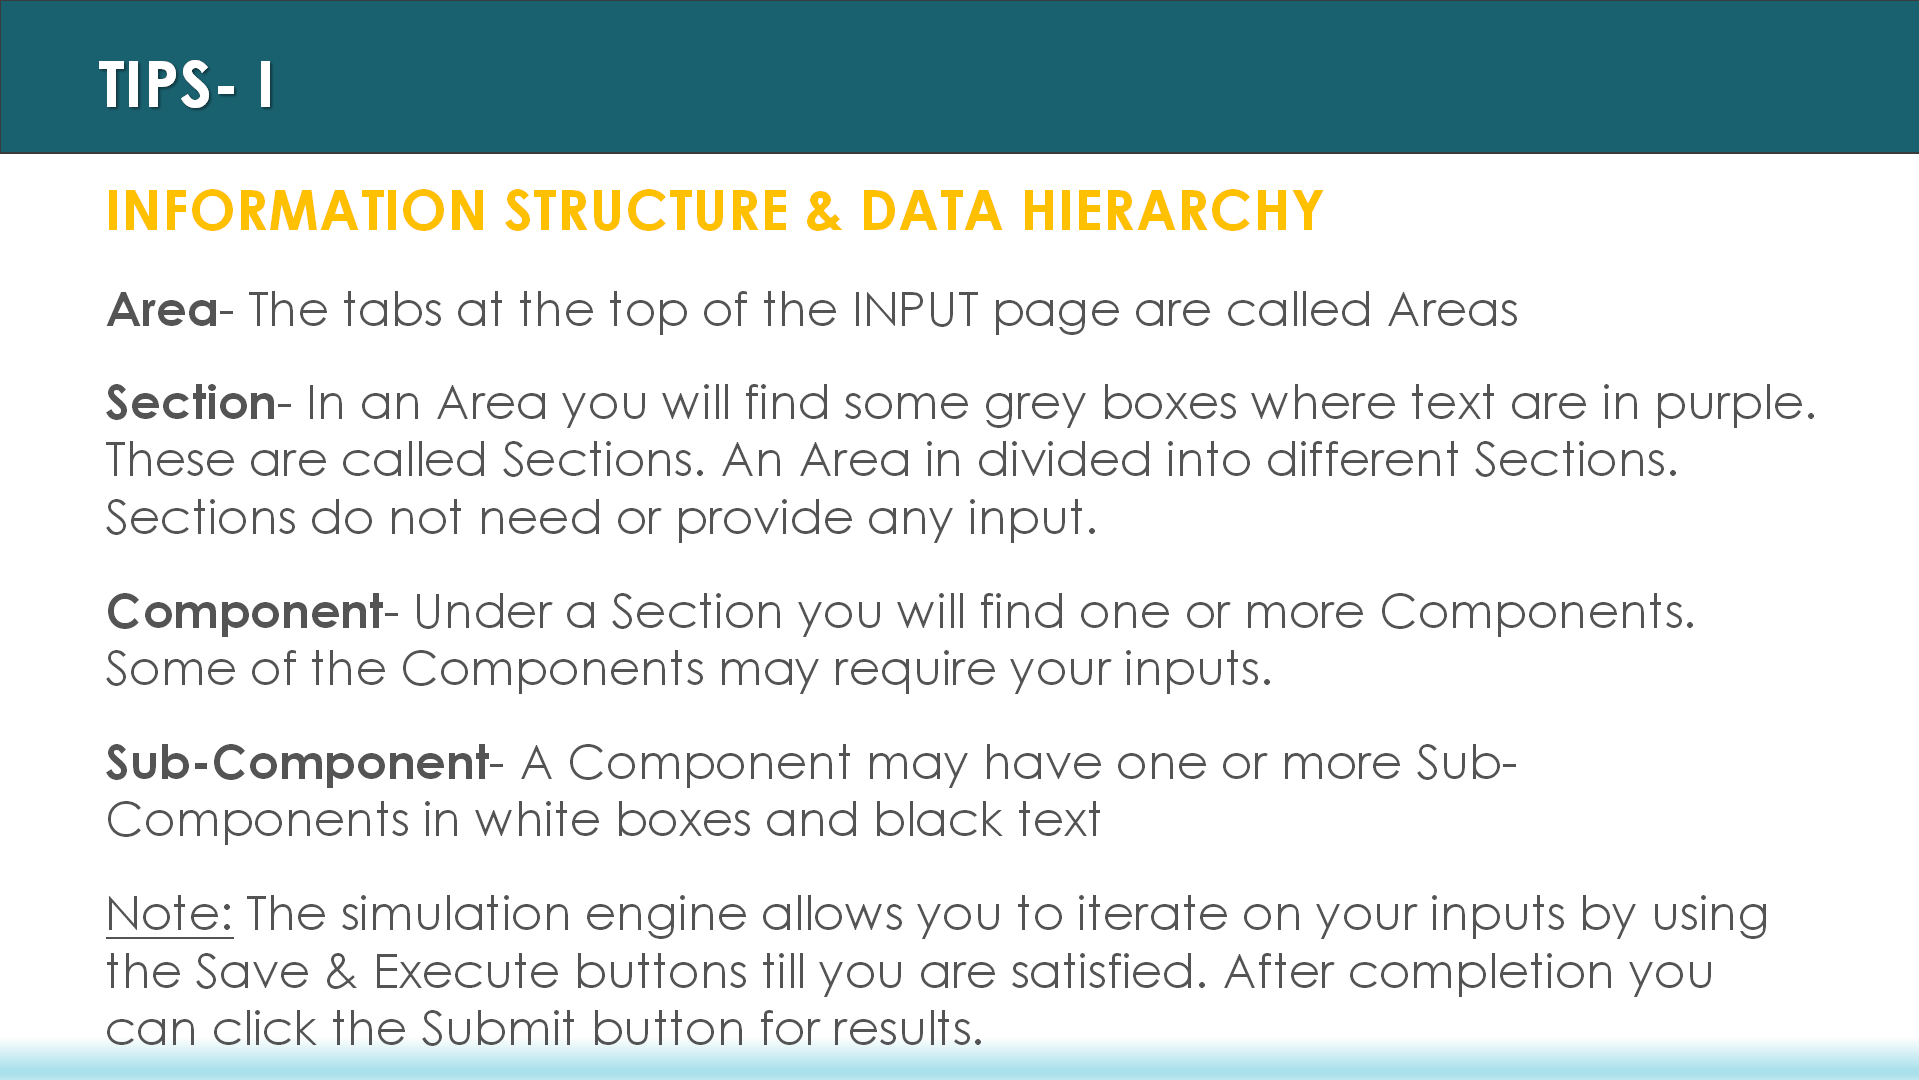 TIPS- I
INFORMATION STRUCTURE & DATA HIERARCHY
Area- The tabs at the top of the INPUT page are called Areas
Section- In an Area you will find some grey boxes where text are in purple.
These are called Sections. An Area in divided into different Sections.
Sections do not need or provide any input.
Component- Under a Section you will find one or more Components.
Some of the Components may require your inputs.
Sub-Component- A Component may have one or more Sub-
Components in white boxes and black text
Note: The simulation engine allows you to iterate on your inputs by using
the Save & Execute buttons till you are satisfied. After completion you
can click the Submit button for results.